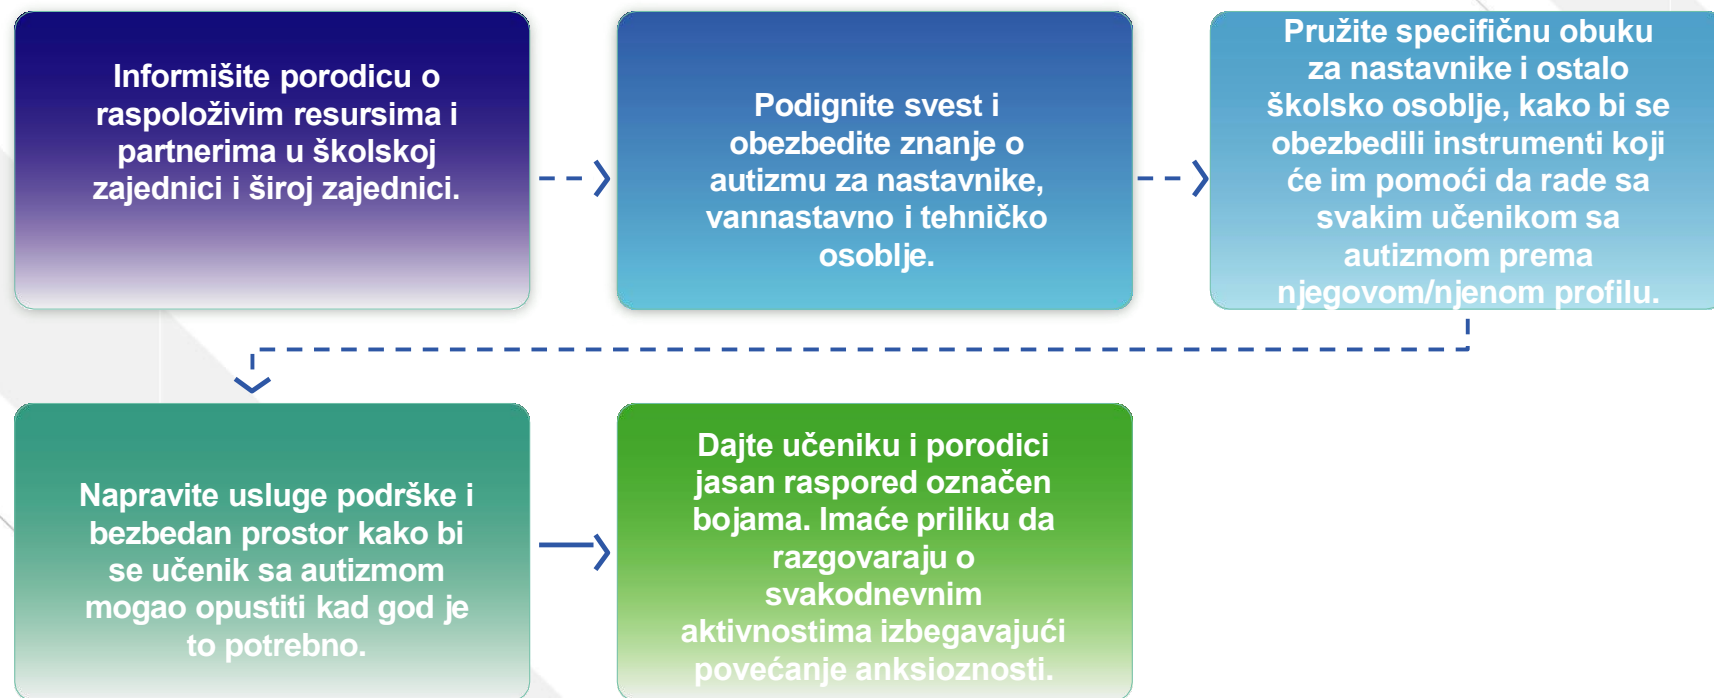 Informišite porodicu o
raspoloživim resursima i
partnerima u školskoj
zajednici i široj zajednici.
Podignite svest i
obezbedite znanje o
autizmu za nastavnike,
vannastavno i tehničko
osoblje.
Pružite specifičnu obuku
za nastavnike i ostalo
školsko osoblje, kako bi se
obezbedili instrumenti koji
će im pomoći da rade sa
svakim učenikom sa
autizmom prema
njegovom/njenom profilu.
Napravite usluge podrške i
bezbedan prostor kako bi
se učenik sa autizmom
mogao opustiti kad god je
to potrebno.
Dajte učeniku i porodici
jasan raspored označen
bojama. Imaće priliku da
razgovaraju o
svakodnevnim
aktivnostima izbegavajući
povećanje anksioznosti.